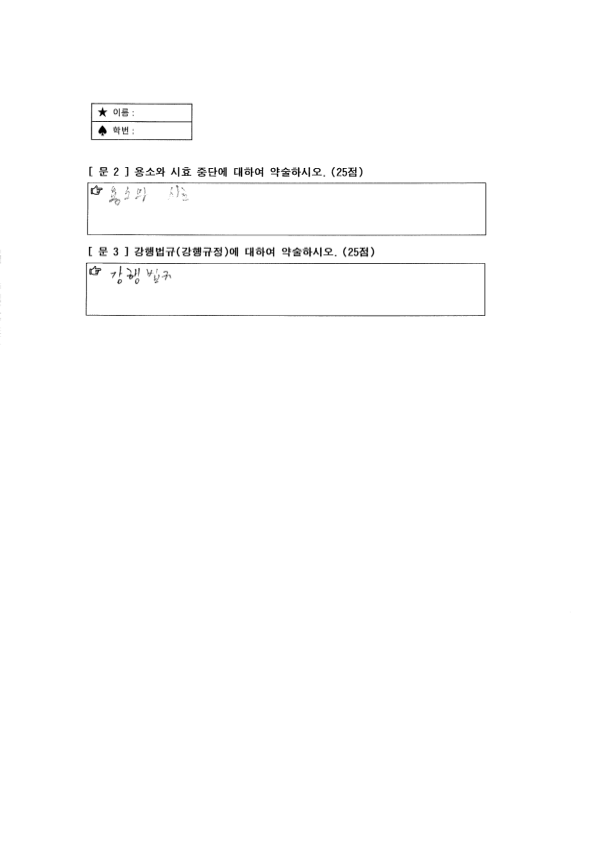 ★ 이름 :
♠ 학번 :
[ 문 2 ] 응소와 시효 중단에 대하여 약술하시오. (25점)
☞ 응소와 시효
[ 문 3 ] 강행법규(강행규정)에 대하여 약술하시오. (25점)
☞ 강행법규